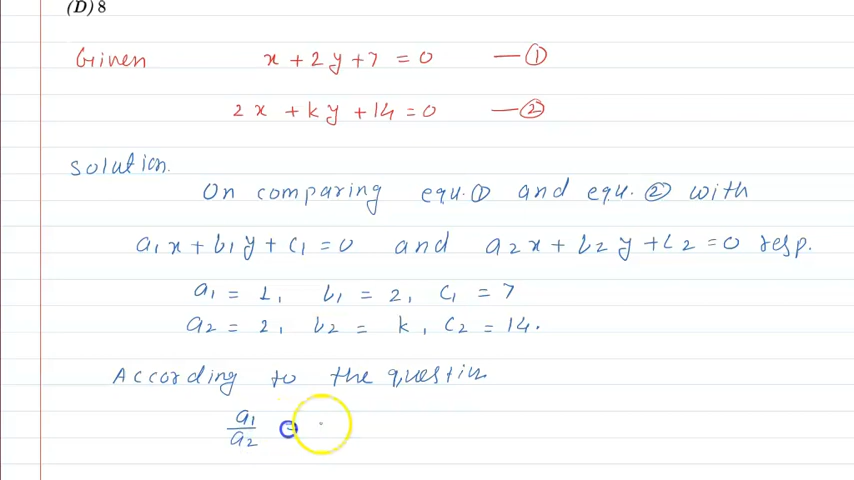 (D) 8
Given x + 2y + 7 = 0 — ①
2x + ky + 14 = 0 — ②
Solution.
On comparing equ. ① and equ. ② with
a₁x + b₁y + c₁ = 0 and a₂x + b₂y + c₂ = 0 resp.
a₁ = 1, b₁ = 2, c₁ = 7
a₂ = 2, b₂ = k, c₂ = 14.
According to the question
a₁/a₂ =